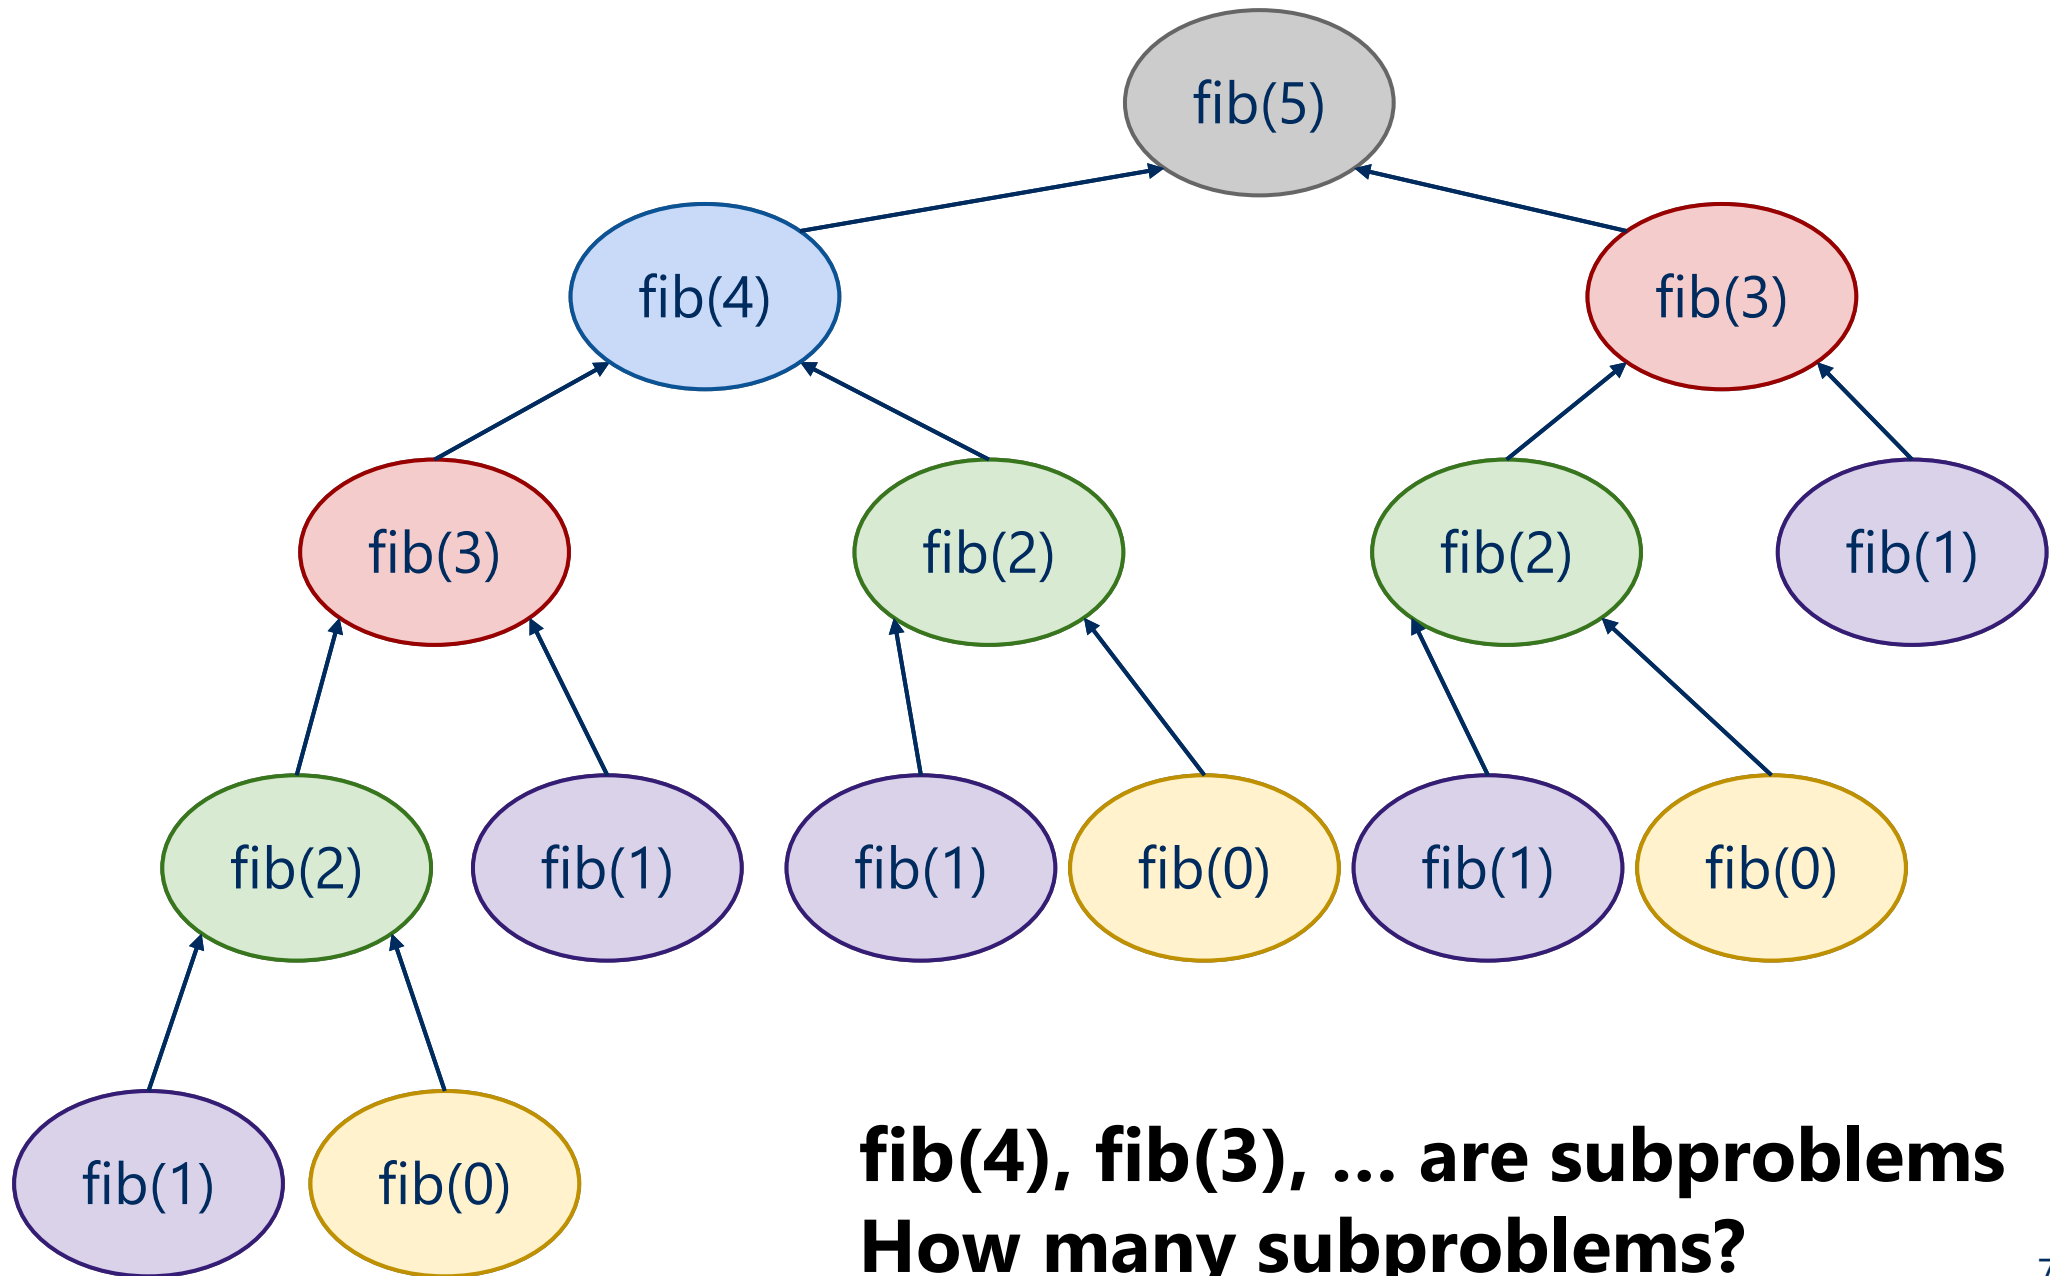 fib(5)
fib(4)
fib(3)
fib(3)
fib(2)
fib(2)
fib(1)
fib(2)
fib(1)
fib(1)
fib(0)
fib(1)
fib(0)
fib(1)
fib(0)
fib(4), fib(3), ... are subproblems
How many subproblems?